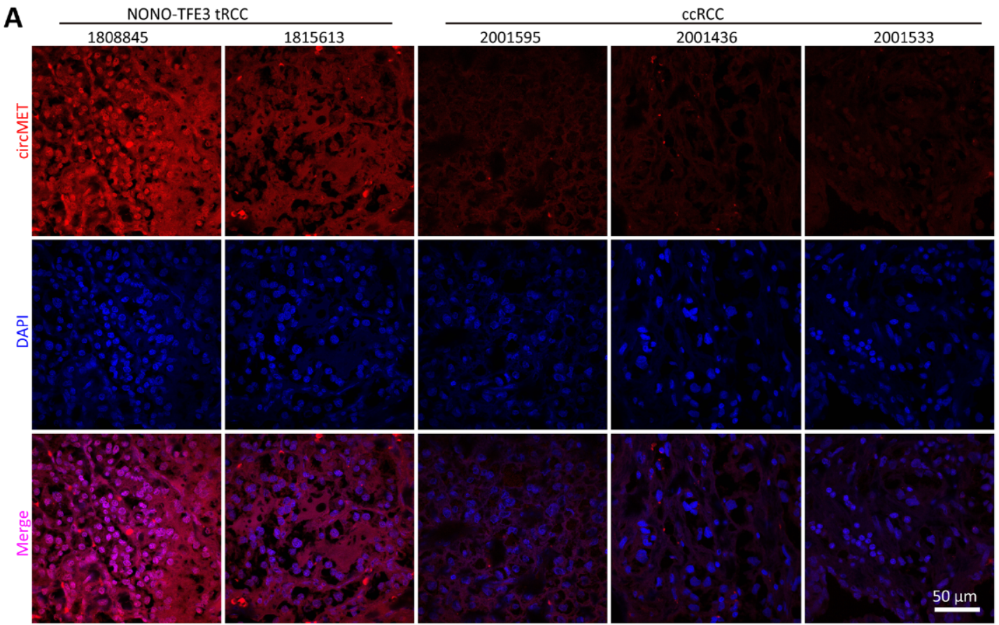 A
NONO-TFE3 tRCC
ccRCC
1808845
1815613
2001595
2001436
2001533
circMET
DAPI
Merge
50 µm